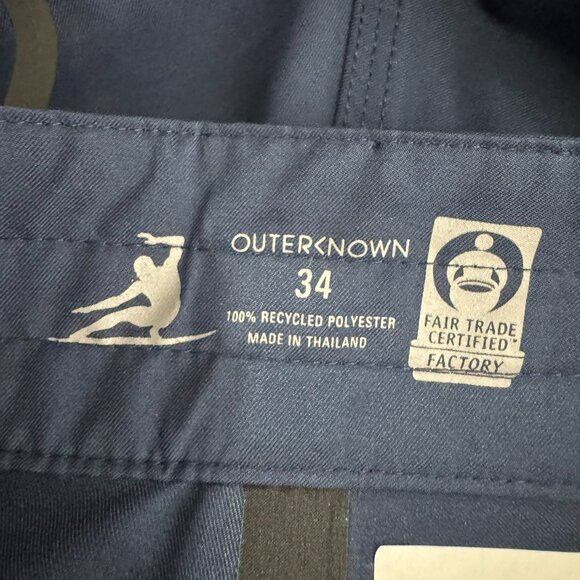 OUTERKNOWN
34
100% RECYCLED POLYESTER
MADE IN THAILAND
FAIR TRADE
CERTIFIED™
FACTORY